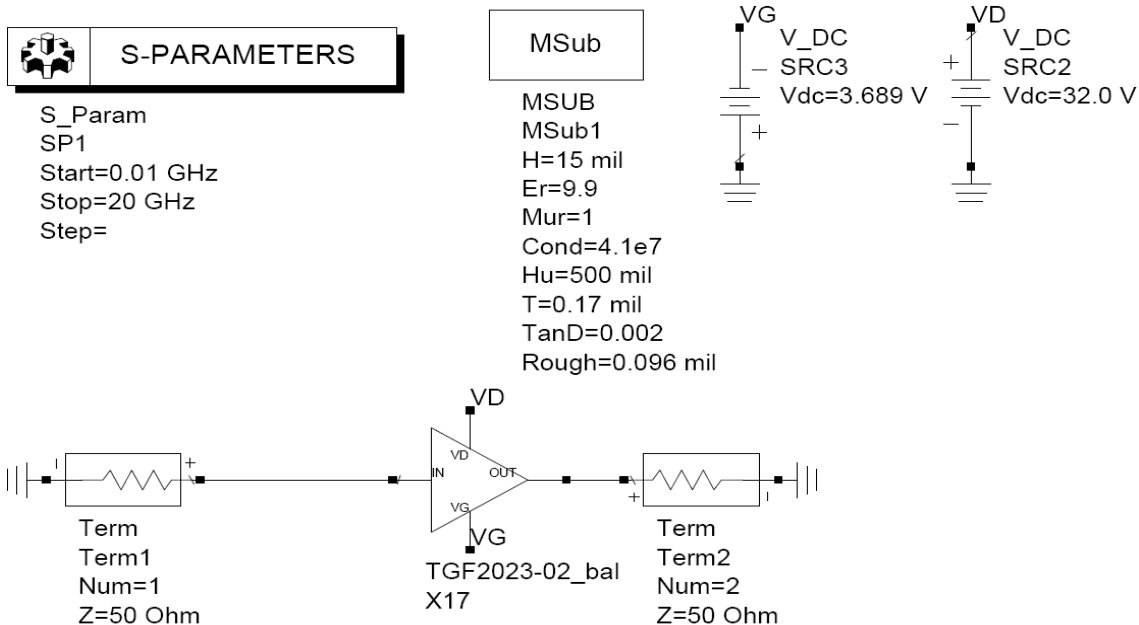 S-PARAMETERS
S_Param
SP1
Start=0.01 GHz
Stop=20 GHz
Step=
MSub
MSUB
MSub1
H=15 mil
Er=9.9
Mur=1
Cond=4.1e7
Hu=500 mil
T=0.17 mil
TanD=0.002
Rough=0.096 mil
VG
V_DC
SRC3
Vdc=3.689 V
−
+
VD
V_DC
SRC2
Vdc=32.0 V
+
−
Term
Term1
Num=1
Z=50 Ohm
-
+
VD
VD
IN
OUT
VG
VG
TGF2023-02_bal
X17
+
-
Term
Term2
Num=2
Z=50 Ohm